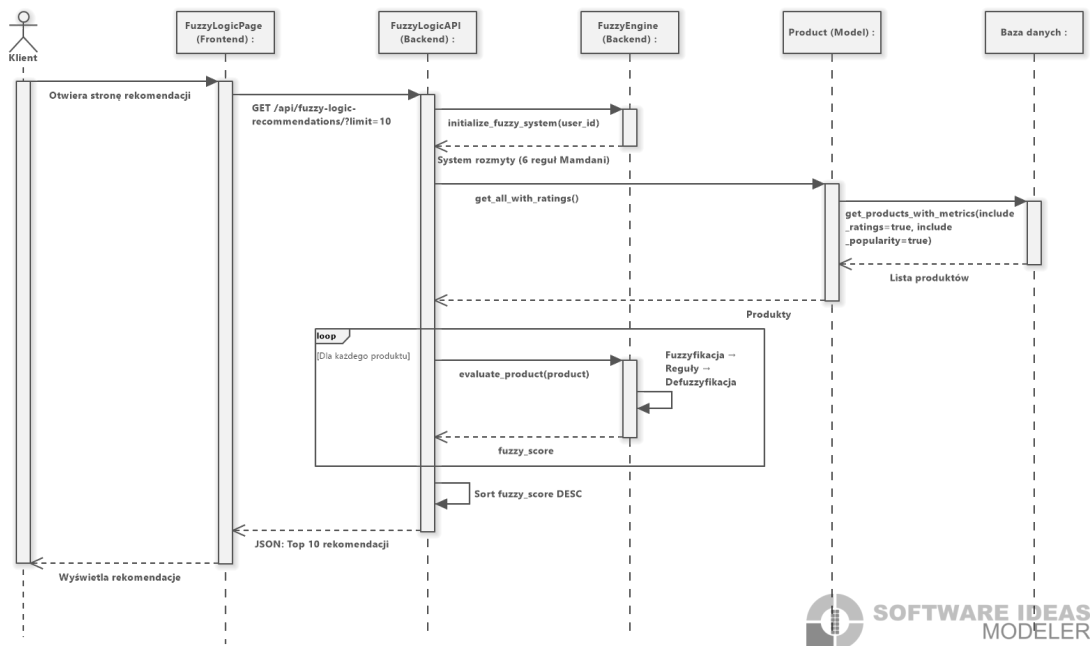 FuzzyLogicPage
(Frontend) :
FuzzyLogicAPI
(Backend) :
FuzzyEngine
(Backend) :
Product (Model) :
Baza danych :
Klient
Otwiera stronę rekomendacji
GET /api/fuzzy-logic-
recommendations/?limit=10
initialize_fuzzy_system(user_id)
System rozmyty (6 reguł Mamdani)
get_all_with_ratings()
get_products_with_metrics(include
_ratings=true, include
_popularity=true)
Lista produktów
Produkty
loop
[Dla każdego produktu]
evaluate_product(product)
Fuzzyfikacja →
Reguły →
Defuzzyfikacja
fuzzy_score
Sort fuzzy_score DESC
JSON: Top 10 rekomendacji
Wyświetla rekomendacje
SOFTWARE IDEAS
MODELER